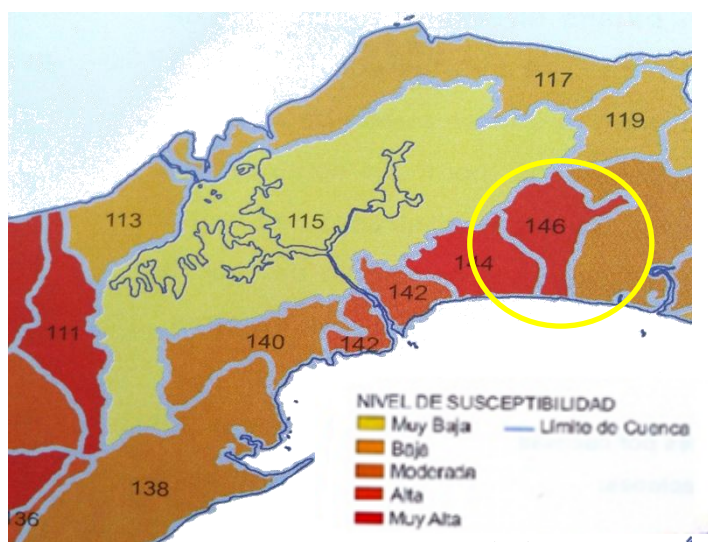 117
119
113
115
146
144
142
111
140
142
138
136
NIVEL DE SUSCEPTIBILIDAD
Muy Baja
Límite de Cuenca
Baja
Moderada
Alta
Muy Alta